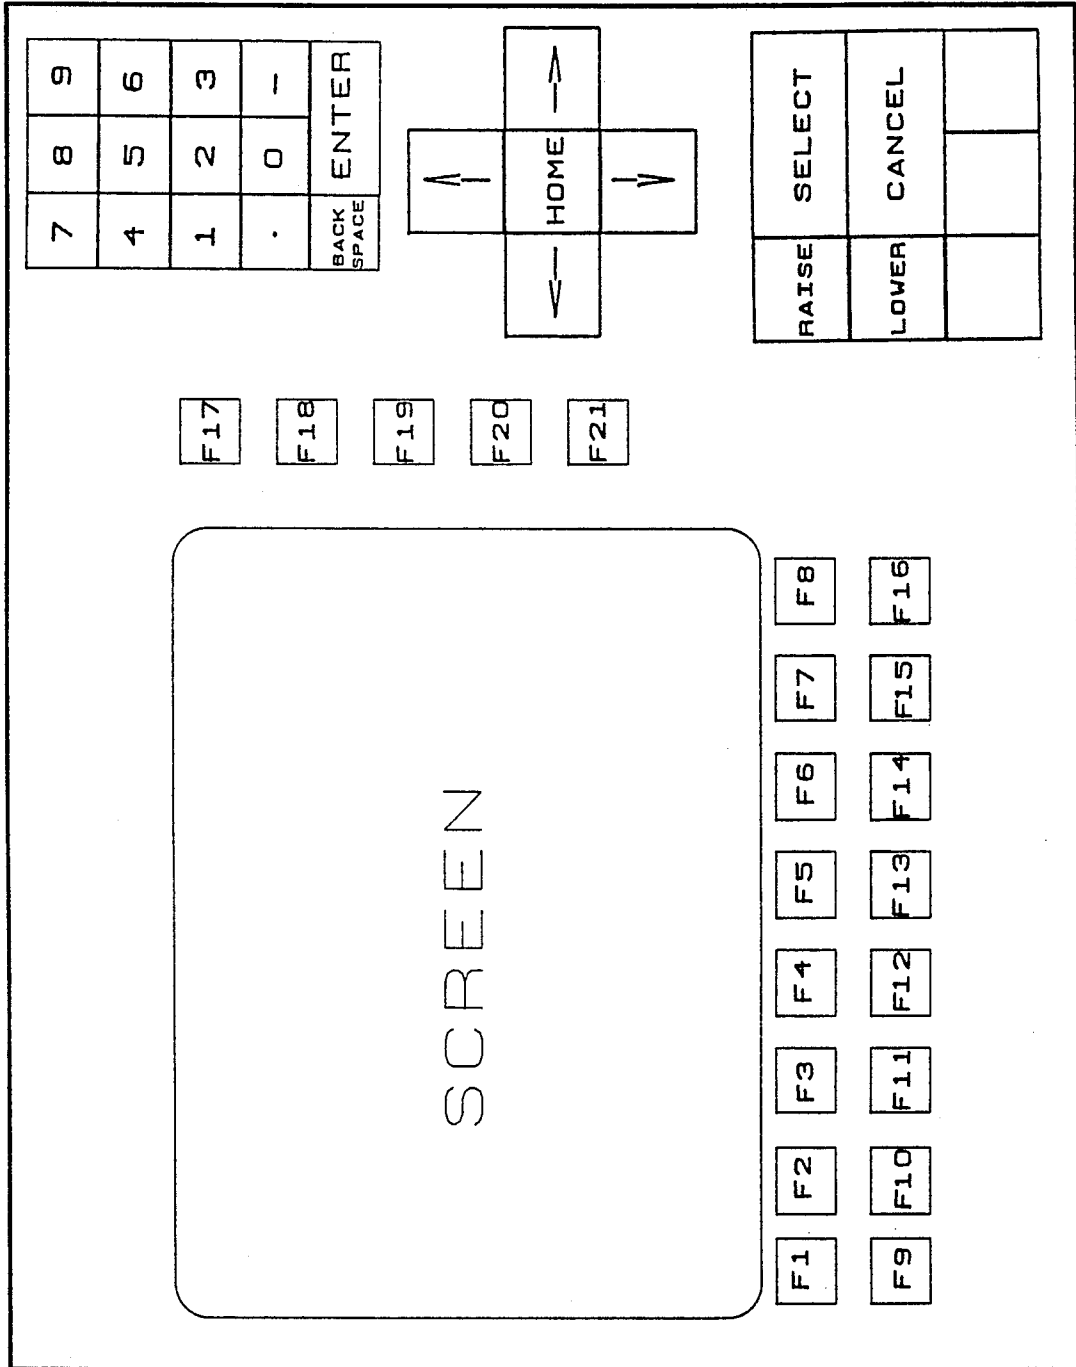 SCREEN
F1 F2 F3 F4 F5 F6 F7 F8
F9 F10 F11 F12 F13 F14 F15 F16
F17
F18
F19
F20
F21
7 8 9
4 5 6
1 2 3
. 0 -
BACK
SPACE
ENTER
HOME
RAISE SELECT
LOWER CANCEL